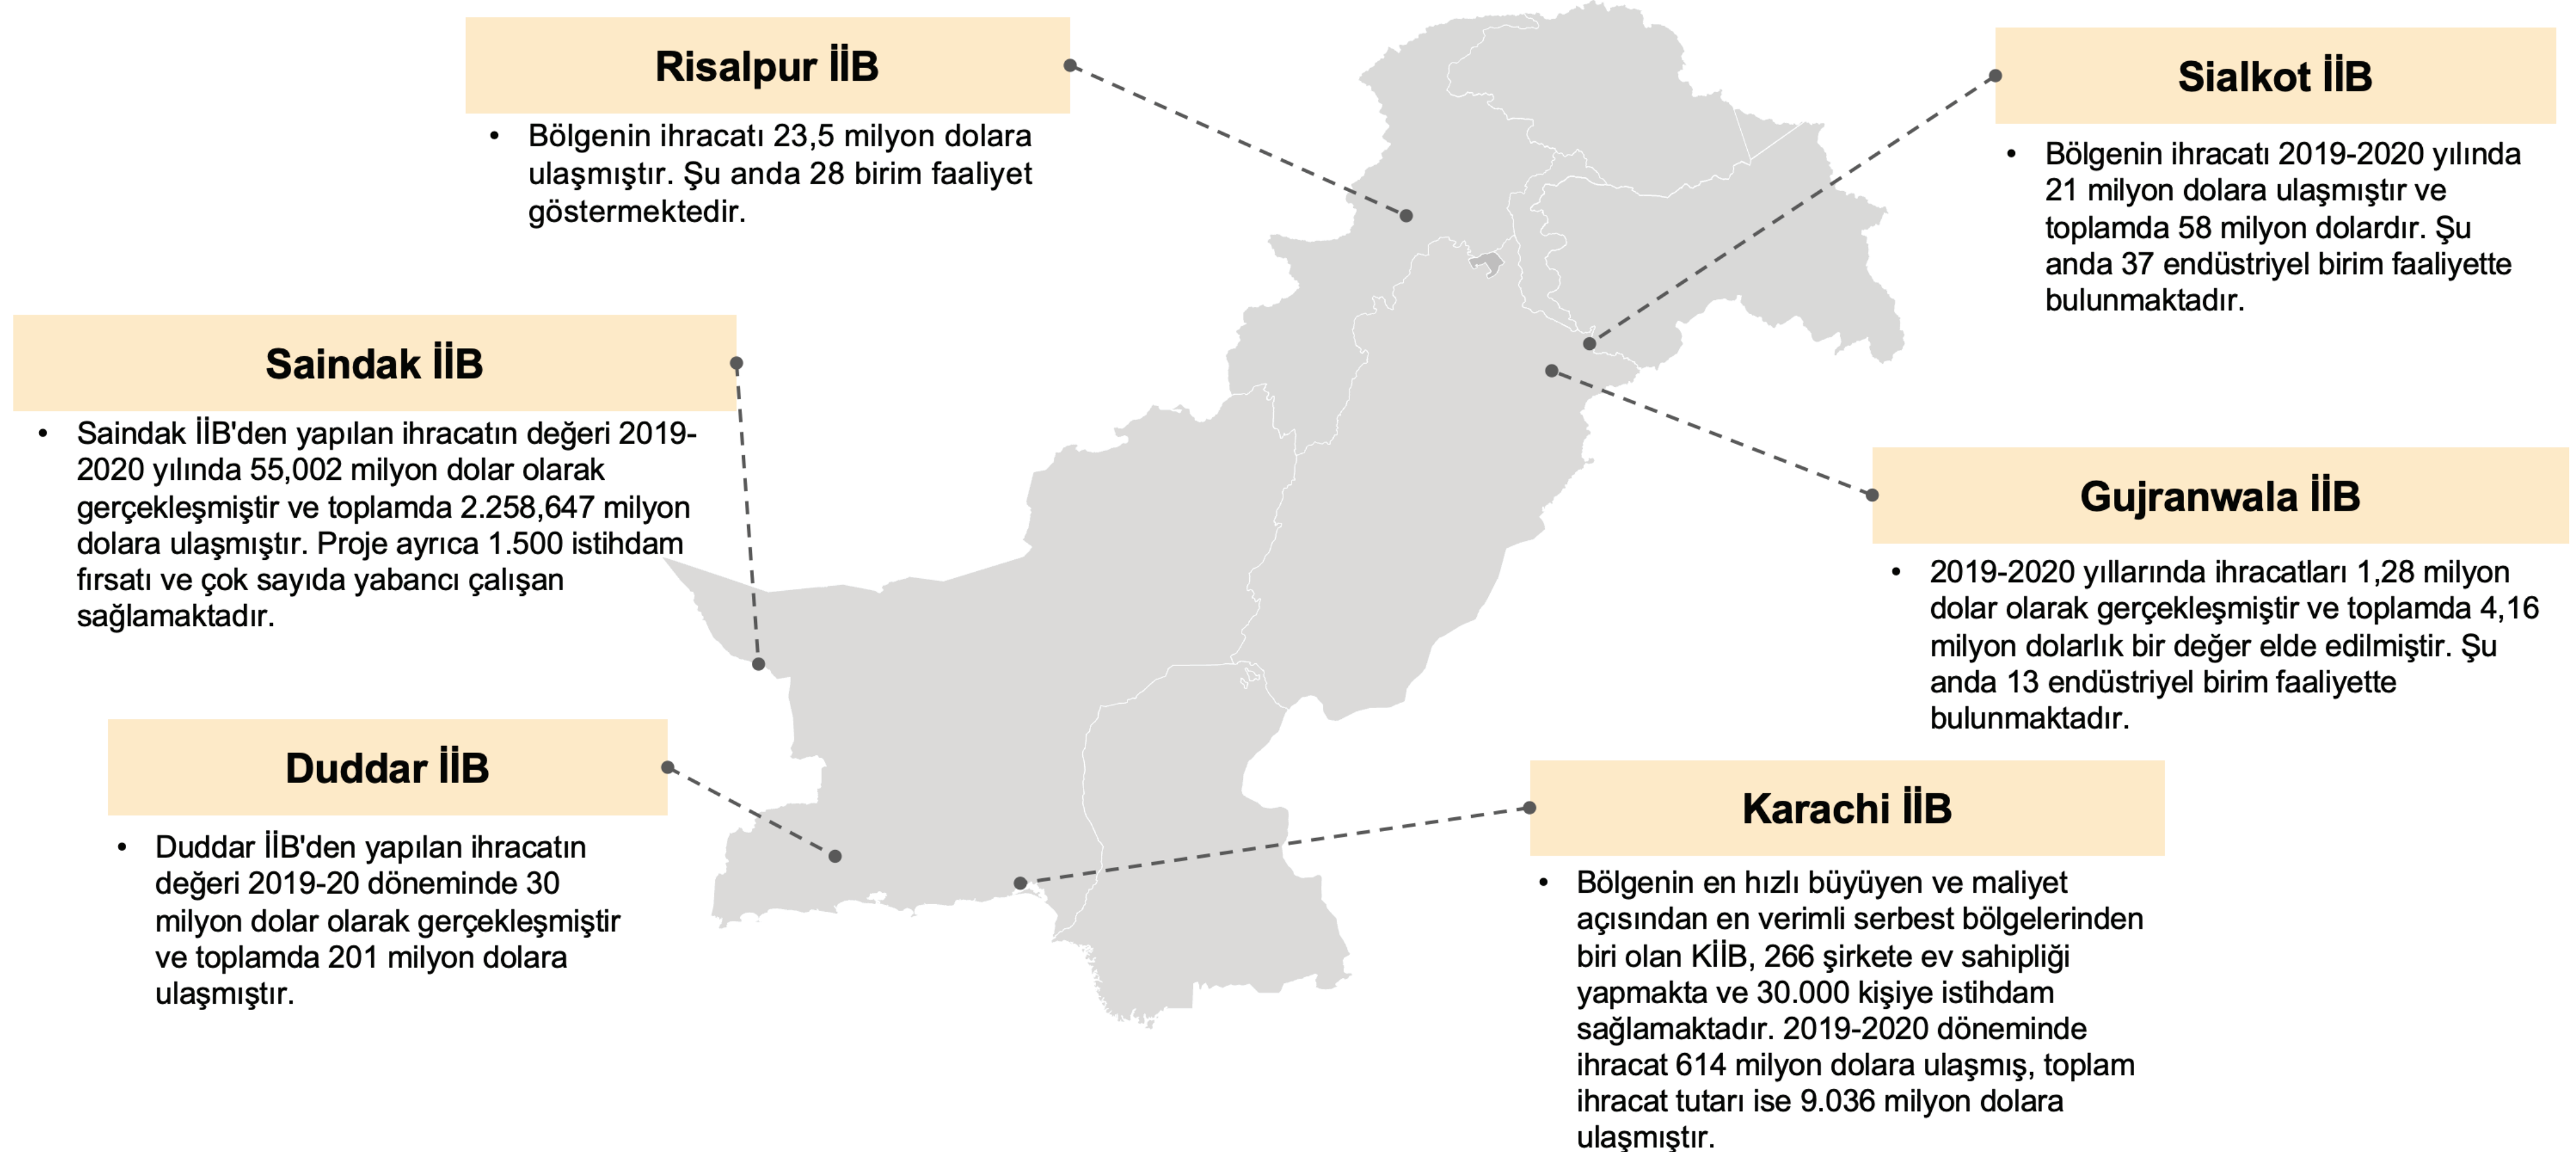 Risalpur İİB
• Bölgenin ihracatı 23,5 milyon dolara
ulaşmıştır. Şu anda 28 birim faaliyet
göstermektedir.
Sialkot İİB
• Bölgenin ihracatı 2019-2020 yılında
21 milyon dolara ulaşmıştır ve
toplamda 58 milyon dolardır. Şu
anda 37 endüstriyel birim faaliyette
bulunmaktadır.
Saindak İİB
• Saindak İİB'den yapılan ihracatın değeri 2019-
2020 yılında 55,002 milyon dolar olarak
gerçekleşmiştir ve toplamda 2.258,647 milyon
dolara ulaşmıştır. Proje ayrıca 1.500 istihdam
fırsatı ve çok sayıda yabancı çalışan
sağlamaktadır.
Gujranwala İİB
• 2019-2020 yıllarında ihracatları 1,28 milyon
dolar olarak gerçekleşmiştir ve toplamda 4,16
milyon dolarlık bir değer elde edilmiştir. Şu
anda 13 endüstriyel birim faaliyette
bulunmaktadır.
Duddar İİB
• Duddar İİB'den yapılan ihracatın
değeri 2019-20 döneminde 30
milyon dolar olarak gerçekleşmiştir
ve toplamda 201 milyon dolara
ulaşmıştır.
Karachi İİB
• Bölgenin en hızlı büyüyen ve maliyet
açısından en verimli serbest bölgelerinden
biri olan KİİB, 266 şirkete ev sahipliği
yapmakta ve 30.000 kişiye istihdam
sağlamaktadır. 2019-2020 döneminde
ihracat 614 milyon dolara ulaşmış, toplam
ihracat tutarı ise 9.036 milyon dolara
ulaşmıştır.